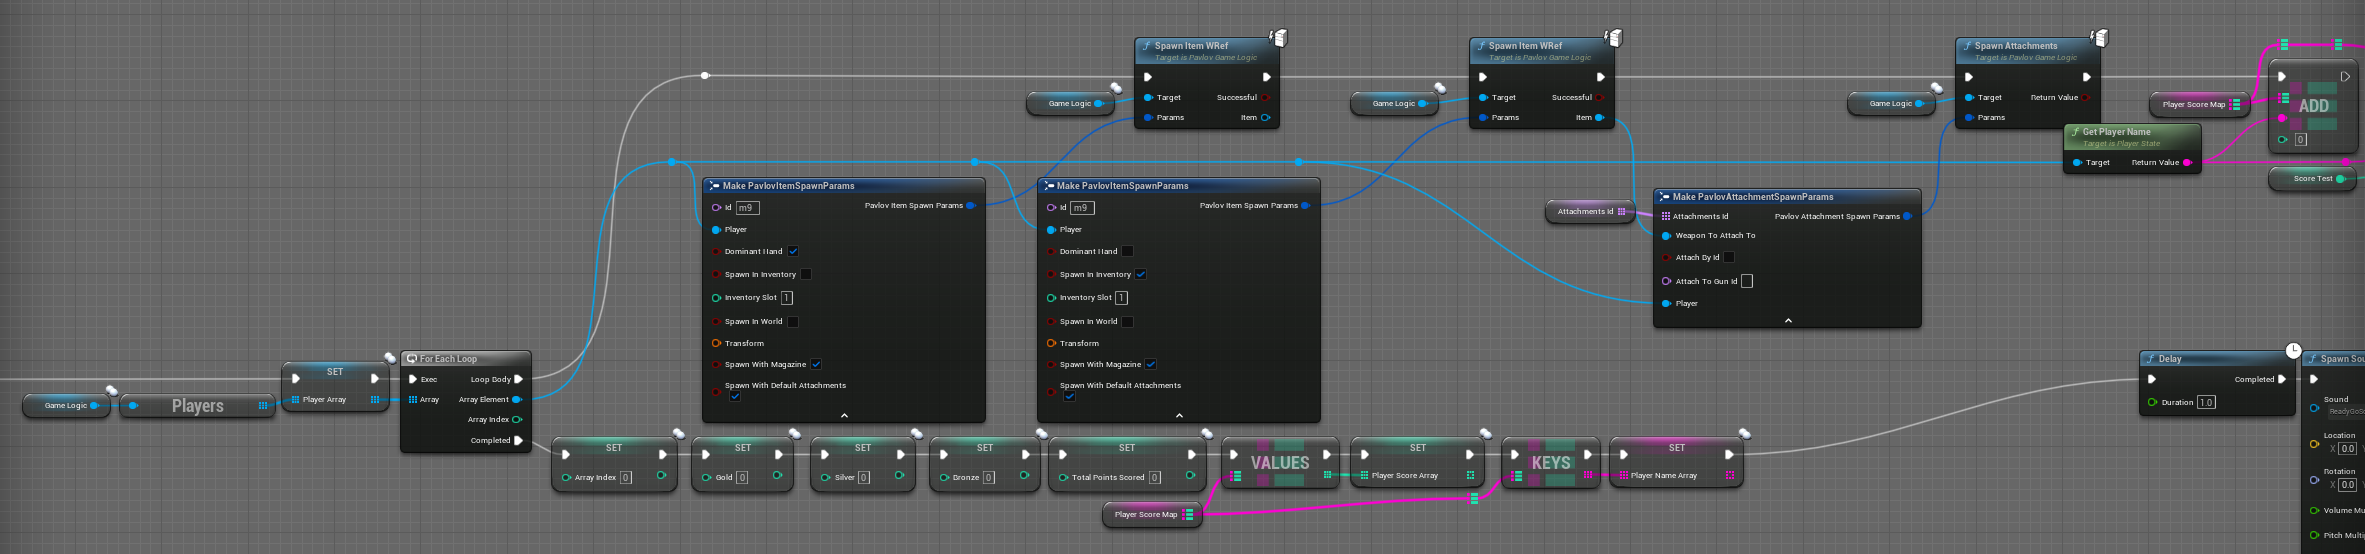 Spawn Item WRef
Target is Pavlov Game Logic
Target
Successful
Params
Item
Game Logic
Spawn Item WRef
Target is Pavlov Game Logic
Target
Successful
Params
Item
Game Logic
Spawn Attachments
Target is Pavlov Game Logic
Target
Return Value
Params
Game Logic
Player Score Map
ADD
0
Get Player Name
Target is Player State
Target
Return Value
Score Test
Make PavlovItemSpawnParams
Id m9
Pavlov Item Spawn Params
Player
Dominant Hand
Spawn In Inventory
Inventory Slot 1
Spawn In World
Transform
Spawn With Magazine
Spawn With Default Attachments
Make PavlovItemSpawnParams
Id m9
Pavlov Item Spawn Params
Player
Dominant Hand
Spawn In Inventory
Inventory Slot 1
Spawn In World
Transform
Spawn With Magazine
Spawn With Default Attachments
Attachments Id
Make PavlovAttachmentSpawnParams
Attachments Id
Pavlov Attachment Spawn Params
Weapon To Attach To
Attach By Id
Attach To Gun Id
Player
Game Logic
Players
SET
Player Array
For Each Loop
Exec
Loop Body
Array
Array Element
Array Index
Completed
SET
Array Index 0
SET
Gold 0
SET
Silver 0
SET
Bronze 0
SET
Total Points Scored 0
Player Score Map
VALUES
SET
Player Score Array
KEYS
SET
Player Name Array
Delay
Completed
Duration 1.0
Spawn Sou
Sound
ReadyGoS
Location
X 0.0
Rotation
X 0.0
Volume Mu
Pitch Multip